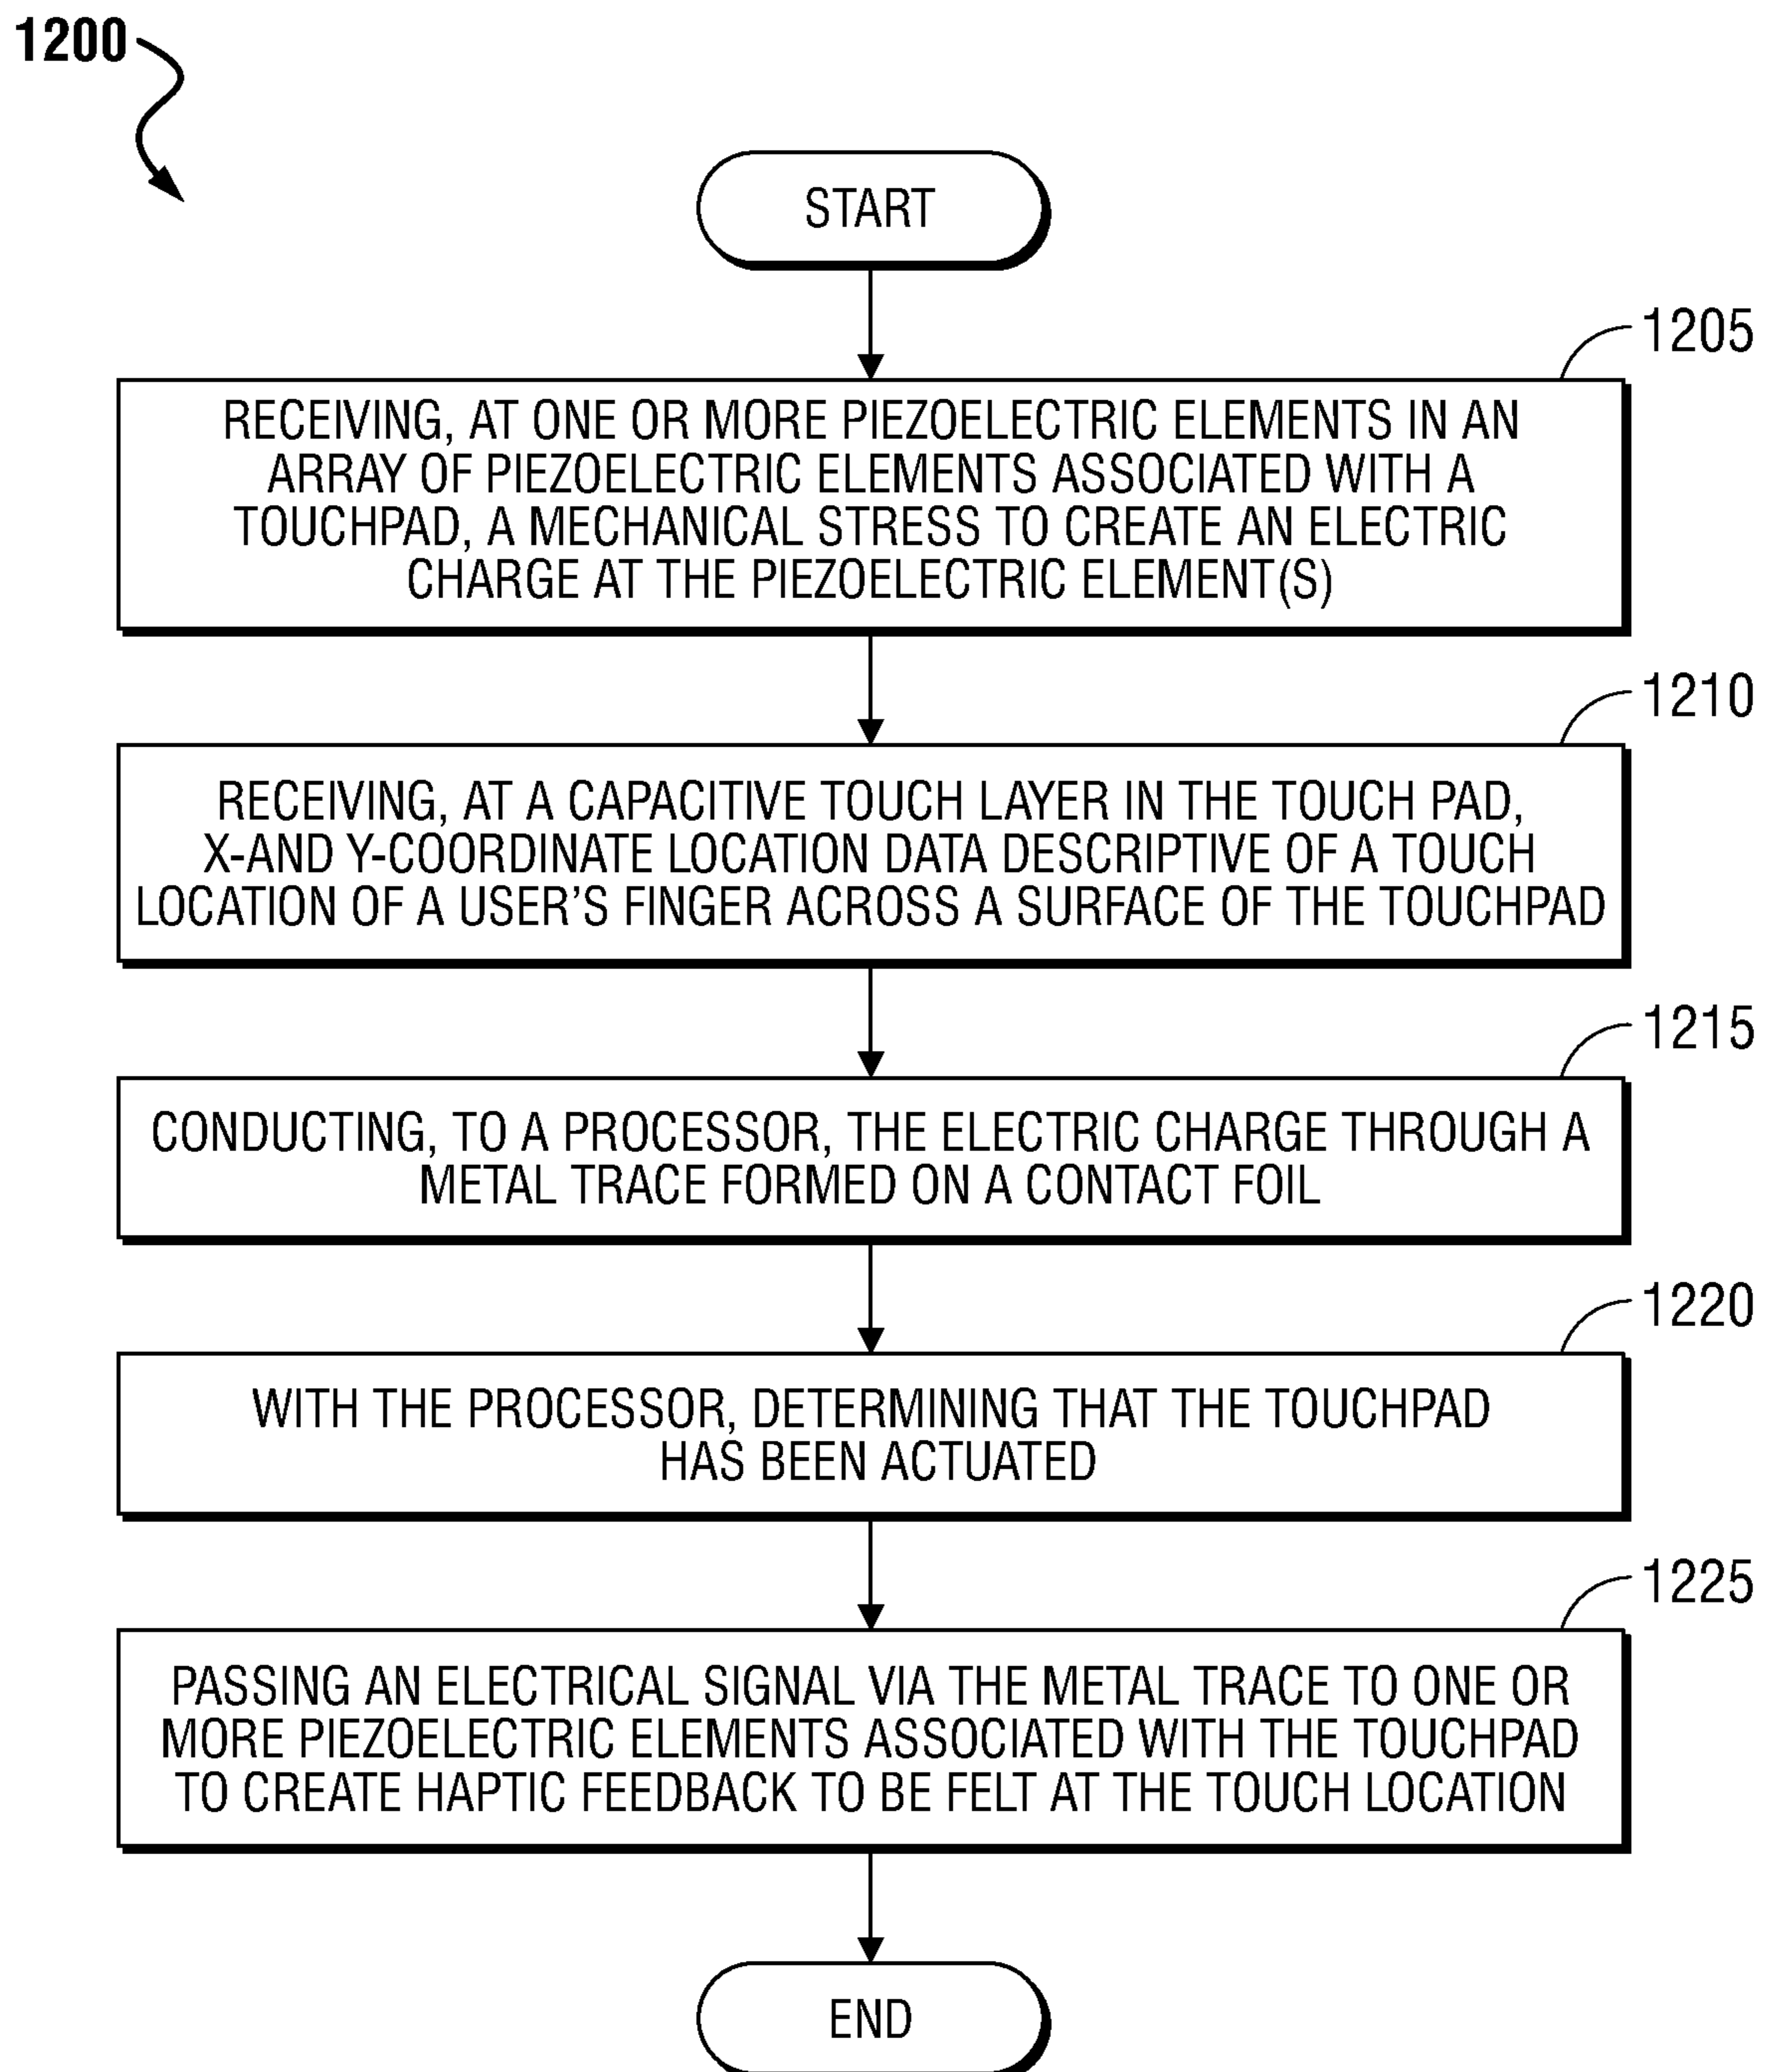 1200
START
1205
RECEIVING, AT ONE OR MORE PIEZOELECTRIC ELEMENTS IN AN
ARRAY OF PIEZOELECTRIC ELEMENTS ASSOCIATED WITH A
TOUCHPAD, A MECHANICAL STRESS TO CREATE AN ELECTRIC
CHARGE AT THE PIEZOELECTRIC ELEMENT(S)
1210
RECEIVING, AT A CAPACITIVE TOUCH LAYER IN THE TOUCH PAD,
X-AND Y-COORDINATE LOCATION DATA DESCRIPTIVE OF A TOUCH
LOCATION OF A USER'S FINGER ACROSS A SURFACE OF THE TOUCHPAD
1215
CONDUCTING, TO A PROCESSOR, THE ELECTRIC CHARGE THROUGH A
METAL TRACE FORMED ON A CONTACT FOIL
1220
WITH THE PROCESSOR, DETERMINING THAT THE TOUCHPAD
HAS BEEN ACTUATED
1225
PASSING AN ELECTRICAL SIGNAL VIA THE METAL TRACE TO ONE OR
MORE PIEZOELECTRIC ELEMENTS ASSOCIATED WITH THE TOUCHPAD
TO CREATE HAPTIC FEEDBACK TO BE FELT AT THE TOUCH LOCATION
END